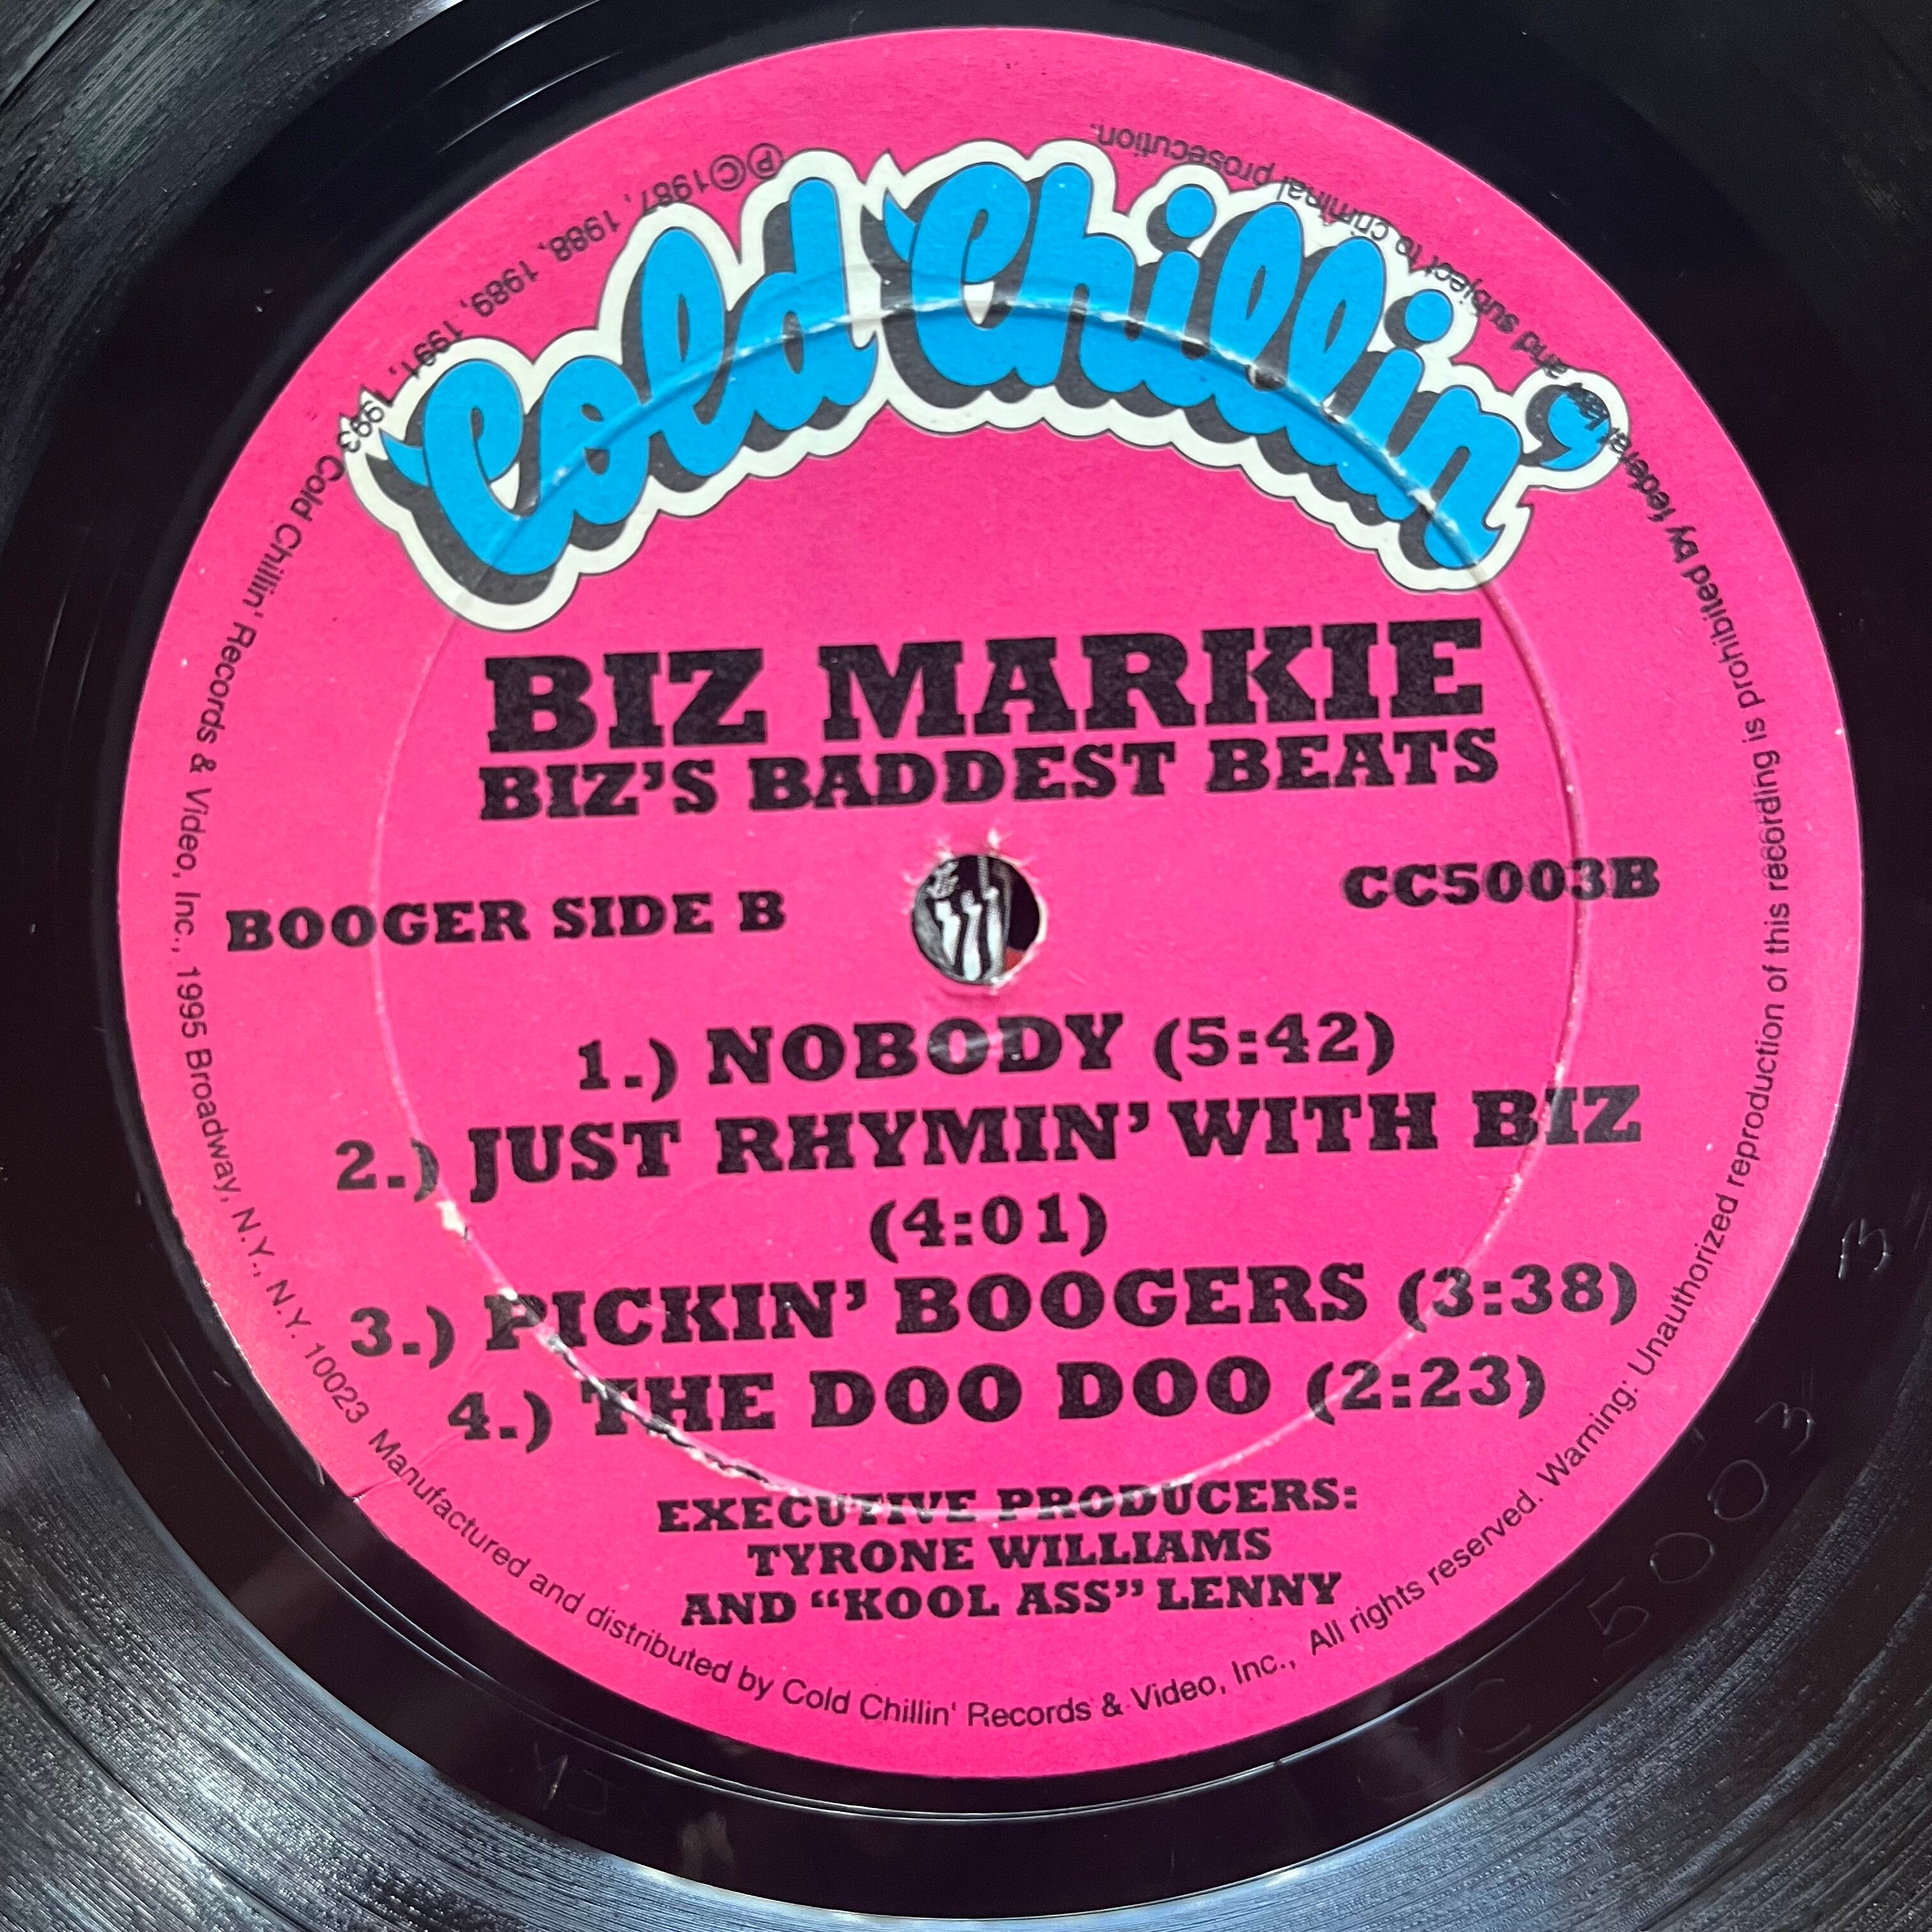 Cold Chillin'
BIZ MARKIE
BIZ'S BADDEST BEATS
BOOGER SIDE B
CC5003B
1.) NOBODY (5:42)
2.) JUST RHYMIN' WITH BIZ
(4:01)
3.) PICKIN' BOOGERS (3:38)
4.) THE DOO DOO (2:23)
EXECUTIVE PRODUCERS:
TYRONE WILLIAMS
AND "KOOL ASS" LENNY
ⓅⒸ1987, 1988, 1989, 1991, 1993 Cold Chillin' Records & Video, Inc., 1995 Broadway, N.Y., N.Y. 10023 Manufactured and distributed by Cold Chillin' Records & Video, Inc., All rights reserved. Warning: Unauthorized reproduction of this recording is prohibited by federal law and subject to criminal prosecution.
CC 5003
B